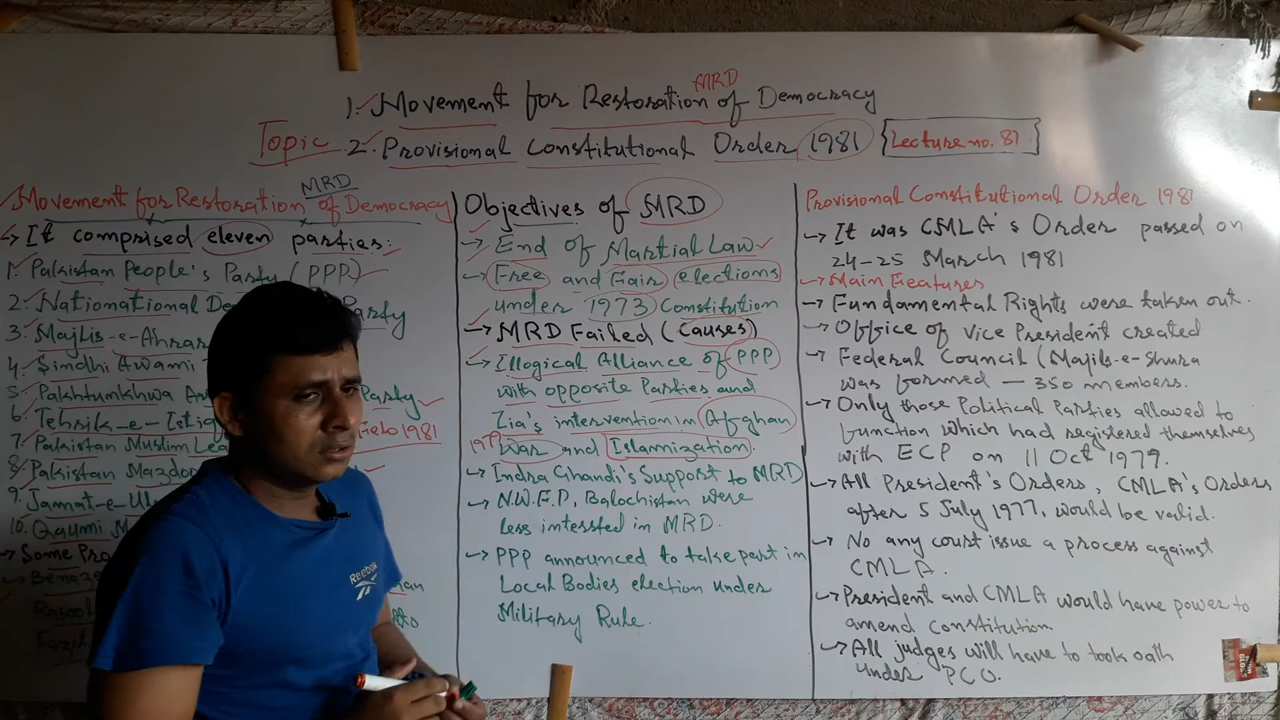 MRD
1. Movement for Restoration of Democracy
Topic 2. Provisional Constitutional Order 1981
Lecture no. 81
MRD
Movement for Restoration of Democracy
→ It comprised eleven parties:
1. Pakistan People's Party (PPP)
2. Nationational De Party
3. Majlis-e-Ahrar
4. Sindhi Awami
5. Pakhtumkhwa Party
6. Tehrik-e-Istiq
7. Pakistan Muslim Lea Feb 1981
8. Pakistan Mazdo
9. Jamat-e-Ul
10. Qaumi M
→ Some Pro
→ Benaze
Rasool
Objectives of MRD
→ End of Martial Law
→ Free and Fair elections
under 1973 Constitution
→ MRD Failed (Causes)
→ Illogical Alliance of PPP
with opposite Parties and
Zia's intervention in Afghan
1979 War and Islamization.
→ Indra Ghandi's Support to MRD
→ N.W.F.P, Balochistan were
less intersted in MRD.
→ PPP announced to take part in
Local Bodies election under
Military Rule.
Provisional Constitutional Order 1981
→ It was CMLA's Order passed on
24-25 March 1981
→ Main Features
→ Fundamental Rights were taken out.
→ Office of Vice President created
→ Federal Council (Majils-e-Shura
was formed — 350 members.
→ Only those Political Parties allowed to
function which had registered themselves
with ECP on 11 Oct 1979.
→ All President's Orders, CMLA's Orders
after 5 July 1977, would be valid.
→ No any court issue a process against
CMLA.
→ President and CMLA would have power to
amend constitution
→ All judges will have to took oath
under PCO.
Reebok